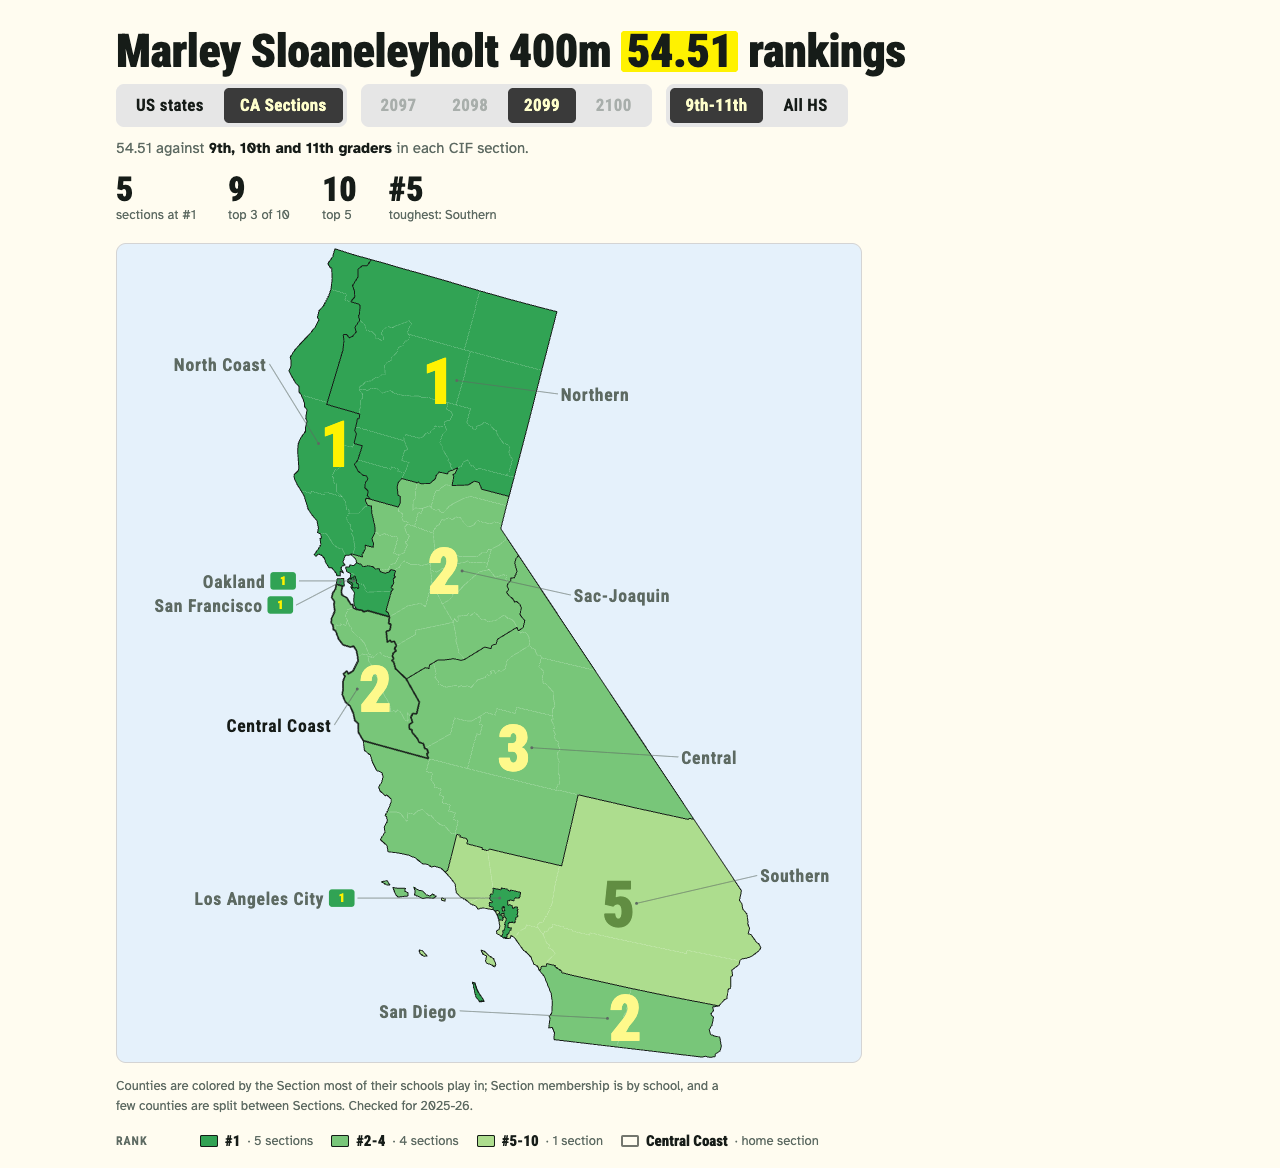 Marley Sloaneleyholt 400m 54.51 rankings
US states CA Sections 2097 2098 2099 2100 9th-11th All HS
54.51 against 9th, 10th and 11th graders in each CIF section.
5 9 10 #5
sections at #1 top 3 of 10 top 5 toughest: Southern
North Coast
1
Northern
1
Oakland 1
2
Sac-Joaquin
San Francisco 1
2
Central Coast
3
Central
Southern
Los Angeles City 1
5
San Diego
2
Counties are colored by the Section most of their schools play in; Section membership is by school, and a
few counties are split between Sections. Checked for 2025-26.
RANK #1 · 5 sections #2-4 · 4 sections #5-10 · 1 section Central Coast · home section